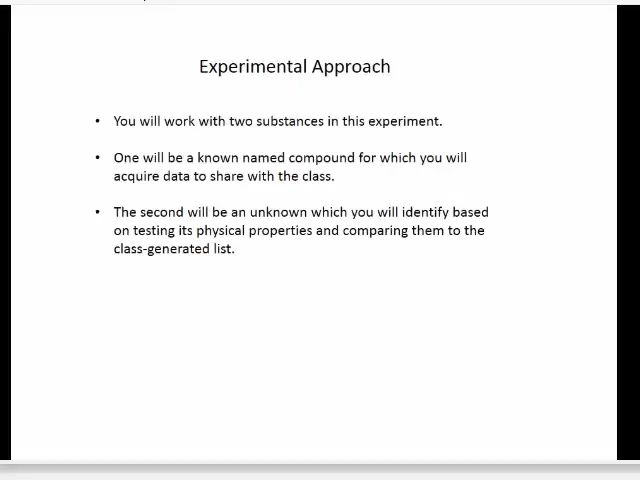 Experimental Approach
• You will work with two substances in this experiment.
• One will be a known named compound for which you will
acquire data to share with the class.
• The second will be an unknown which you will identify based
on testing its physical properties and comparing them to the
class-generated list.